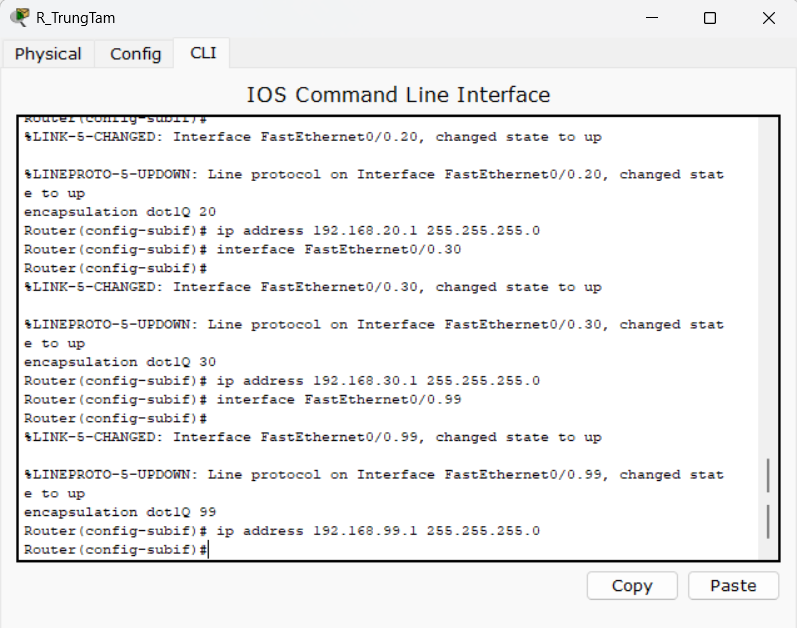 R_TrungTam
Physical Config CLI
IOS Command Line Interface
Router(config-subif)#
%LINK-5-CHANGED: Interface FastEthernet0/0.20, changed state to up
%LINEPROTO-5-UPDOWN: Line protocol on Interface FastEthernet0/0.20, changed stat
e to up
encapsulation dot1Q 20
Router(config-subif)# ip address 192.168.20.1 255.255.255.0
Router(config-subif)# interface FastEthernet0/0.30
Router(config-subif)#
%LINK-5-CHANGED: Interface FastEthernet0/0.30, changed state to up
%LINEPROTO-5-UPDOWN: Line protocol on Interface FastEthernet0/0.30, changed stat
e to up
encapsulation dot1Q 30
Router(config-subif)# ip address 192.168.30.1 255.255.255.0
Router(config-subif)# interface FastEthernet0/0.99
Router(config-subif)#
%LINK-5-CHANGED: Interface FastEthernet0/0.99, changed state to up
%LINEPROTO-5-UPDOWN: Line protocol on Interface FastEthernet0/0.99, changed stat
e to up
encapsulation dot1Q 99
Router(config-subif)# ip address 192.168.99.1 255.255.255.0
Router(config-subif)#
Copy Paste